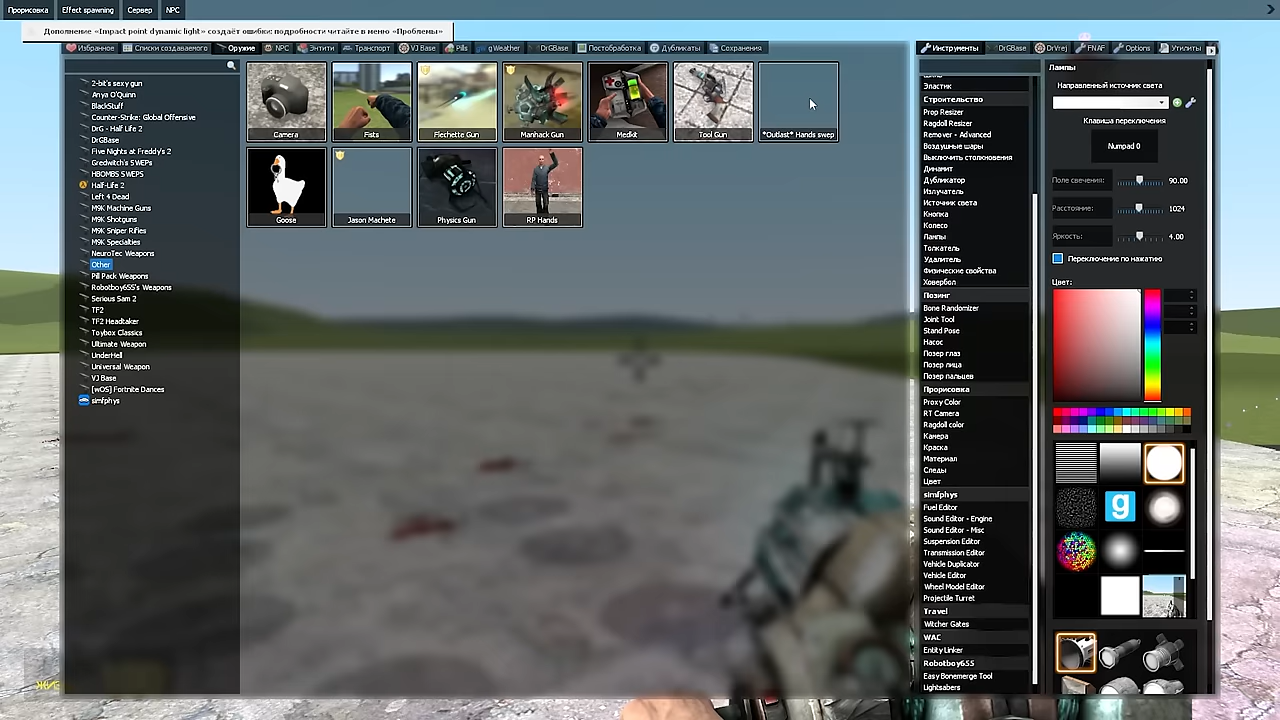 Прорисовка Effect spawning Сервер NPC
Дополнение «Impact point dynamic light» создаёт ошибки: подробности читайте в меню «Проблемы»
Избранное Списки создаваемого Оружие NPC Энтити Транспорт VJ Base Pills gWeather DrGBase Постобработка Дубликаты Сохранения
2-bit's sexy gun
Anya O'Quinn
BlackStuff
Counter-Strike: Global Offensive
DrG - Half Life 2
DrGBase
Five Nights at Freddy's 2
Gredwitch's SWEPs
HBOMBS SWEPS
Half-Life 2
Left 4 Dead
M9K Machine Guns
M9K Shotguns
M9K Sniper Rifles
M9K Specialties
NeuroTec Weapons
Other
Pill Pack Weapons
Robotboy655's Weapons
Serious Sam 2
TF2
TF2 Headtaker
Toybox Classics
Ultimate Weapon
UnderHell
Universal Weapon
VJ Base
[wOS] Fortnite Dances
simfphys
Camera Fists Flechette Gun Manhack Gun Medkit Tool Gun *Outlast* Hands swep
Goose Jason Machete Physics Gun RP Hands
Инструменты DrGBase DrVrej FNAF Options Утилиты
Эластик
Строительство
Prop Resizer
Ragdoll Resizer
Remover - Advanced
Воздушные шары
Выключить столкновения
Динамит
Дубликатор
Излучатель
Источник света
Кнопка
Колесо
Лампы
Толкатель
Удалитель
Физические свойства
Ховербол
Позинг
Bone Randomizer
Joint Tool
Stand Pose
Насос
Позер глаз
Позер лица
Позер пальцев
Прорисовка
Proxy Color
RT Camera
Ragdoll color
Камера
Краска
Материал
Следы
Цвет
simfphys
Fuel Editor
Sound Editor - Engine
Sound Editor - Misc
Suspension Editor
Transmission Editor
Vehicle Duplicator
Vehicle Editor
Wheel Model Editor
Projectile Turret
Travel
Witcher Gates
WAC
Entity Linker
Robotboy655
Easy Bonemerge Tool
Lightsabers
Лампы
Направленный источник света
Клавиша переключения
Numpad 0
Поле свечения: 90.00
Расстояние: 1024
Яркость: 4.00
Переключение по нажатию
Цвет:
g